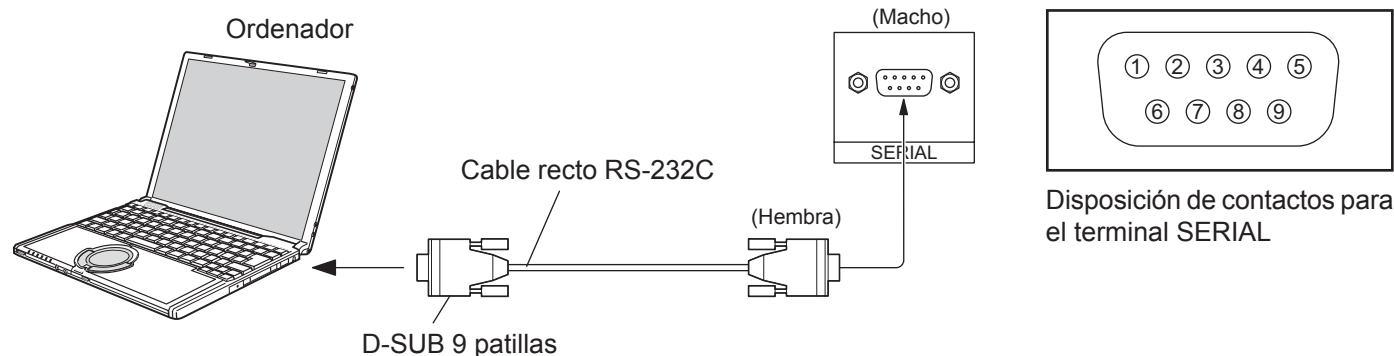 Ordenador
(Macho)
SERIAL
Cable recto RS-232C
(Hembra)
D-SUB 9 patillas
① ② ③ ④ ⑤
⑥ ⑦ ⑧ ⑨
Disposición de contactos para
el terminal SERIAL